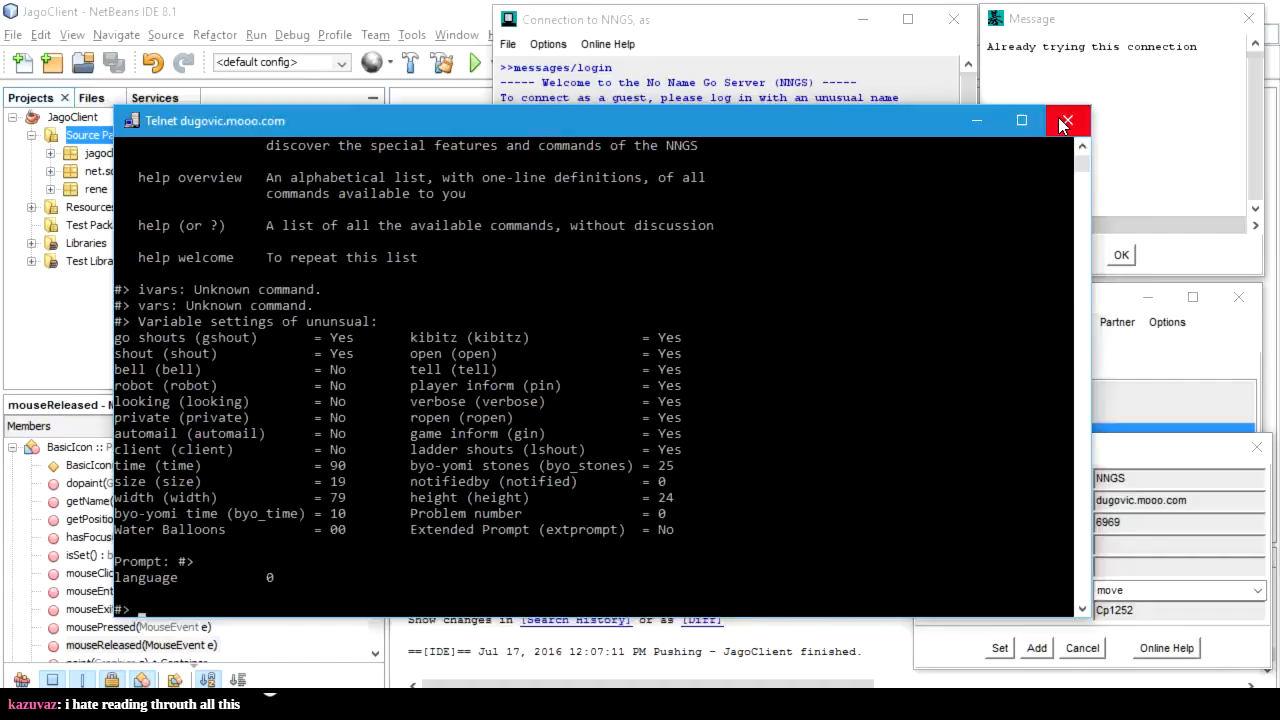 JagoClient - NetBeans IDE 8.1
File Edit View Navigate Source Refactor Run Debug Profile Team Tools Window
<default config>
Projects Files Services
JagoClient
Source Pa
jagocl
net.so
rene
Resources
Test Pack
Libraries
Test Libra
Connection to NNGS, as
File Options Online Help
>>messages/login
----- Welcome to the No Name Go Server (NNGS) -----
To connect as a guest, please log in with an unusual name
Message
Already trying this connection
OK
Telnet dugovic.mooo.com
discover the special features and commands of the NNGS
help overview An alphabetical list, with one-line definitions, of all
commands available to you
help (or ?) A list of all the available commands, without discussion
help welcome To repeat this list
#> ivars: Unknown command.
#> vars: Unknown command.
#> Variable settings of ununsual:
go shouts (gshout) = Yes kibitz (kibitz) = Yes
shout (shout) = Yes open (open) = Yes
bell (bell) = No tell (tell) = Yes
robot (robot) = No player inform (pin) = Yes
looking (looking) = No verbose (verbose) = Yes
private (private) = No ropen (ropen) = Yes
automail (automail) = No game inform (gin) = Yes
client (client) = No ladder shouts (lshout) = Yes
time (time) = 90 byo-yomi stones (byo_stones) = 25
size (size) = 19 notifiedby (notified) = 0
width (width) = 79 height (height) = 24
byo-yomi time (byo_time) = 10 Problem number = 0
Water Balloons = 00 Extended Prompt (extprompt) = No
Prompt: #>
language 0
#> _
Partner Options
mouseReleased - N
Members
BasicIcon :: P
BasicIcon
dopaint(G
getName(
getPositio
hasFocus
isSet() : b
mouseClic
mouseEnt
mouseExi
mousePressed(MouseEvent e)
mouseReleased(MouseEvent e)
NNGS
dugovic.mooo.com
6969
move
Cp1252
Set Add Cancel Online Help
Show changes in [Search History] or as [Diff]
==[IDE]== Jul 17, 2016 12:07:11 PM Pushing - JagoClient finished.
kazuvaz: i hate reading throuth all this